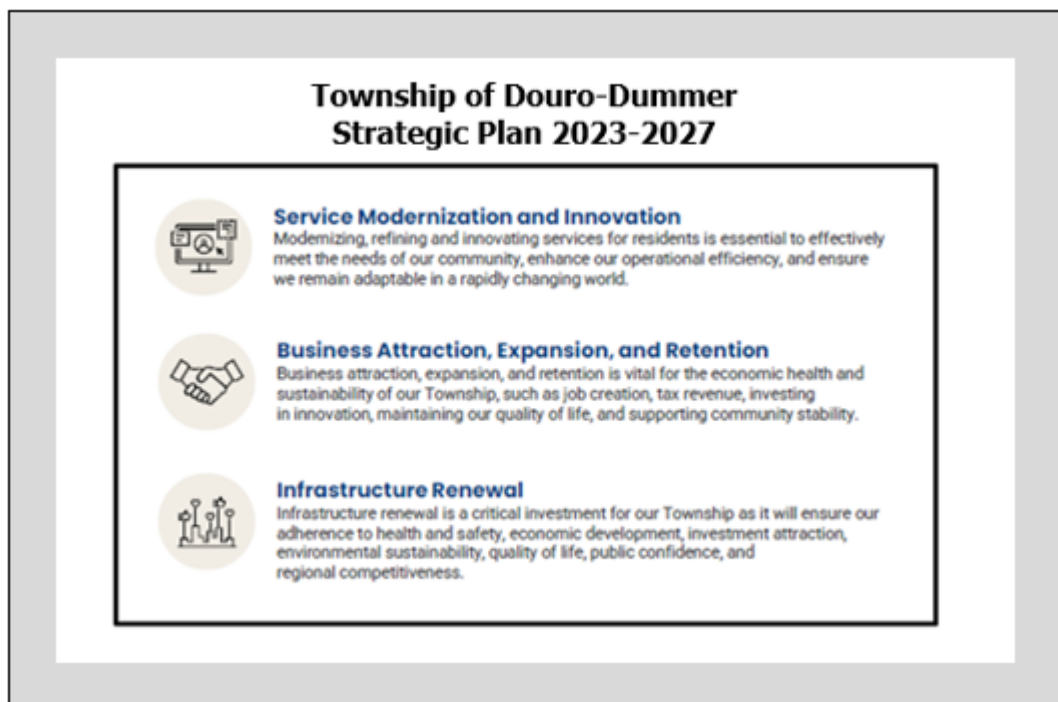 Township of Douro-Dummer
Strategic Plan 2023-2027
Service Modernization and Innovation
Modernizing, refining and innovating services for residents is essential to effectively
meet the needs of our community, enhance our operational efficiency, and ensure
we remain adaptable in a rapidly changing world.
Business Attraction, Expansion, and Retention
Business attraction, expansion, and retention is vital for the economic health and
sustainability of our Township, such as job creation, tax revenue, investing
in innovation, maintaining our quality of life, and supporting community stability.
Infrastructure Renewal
Infrastructure renewal is a critical investment for our Township as it will ensure our
adherence to health and safety, economic development, investment attraction,
environmental sustainability, quality of life, public confidence, and
regional competitiveness.